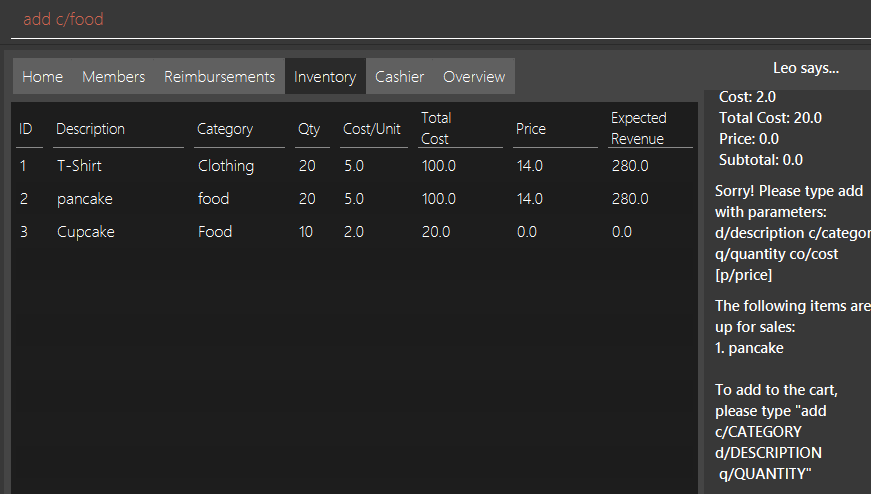 add c/food
Home Members Reimbursements Inventory Cashier Overview
ID Description Category Qty Cost/Unit Total Cost Price Expected Revenue
1 T-Shirt Clothing 20 5.0 100.0 14.0 280.0
2 pancake food 20 5.0 100.0 14.0 280.0
3 Cupcake Food 10 2.0 20.0 0.0 0.0
Leo says...
Cost: 2.0
Total Cost: 20.0
Price: 0.0
Subtotal: 0.0
Sorry! Please type add
with parameters:
d/description c/categor
q/quantity co/cost
[p/price]
The following items are
up for sales:
1. pancake
To add to the cart,
please type "add
c/CATEGORY
d/DESCRIPTION
q/QUANTITY"